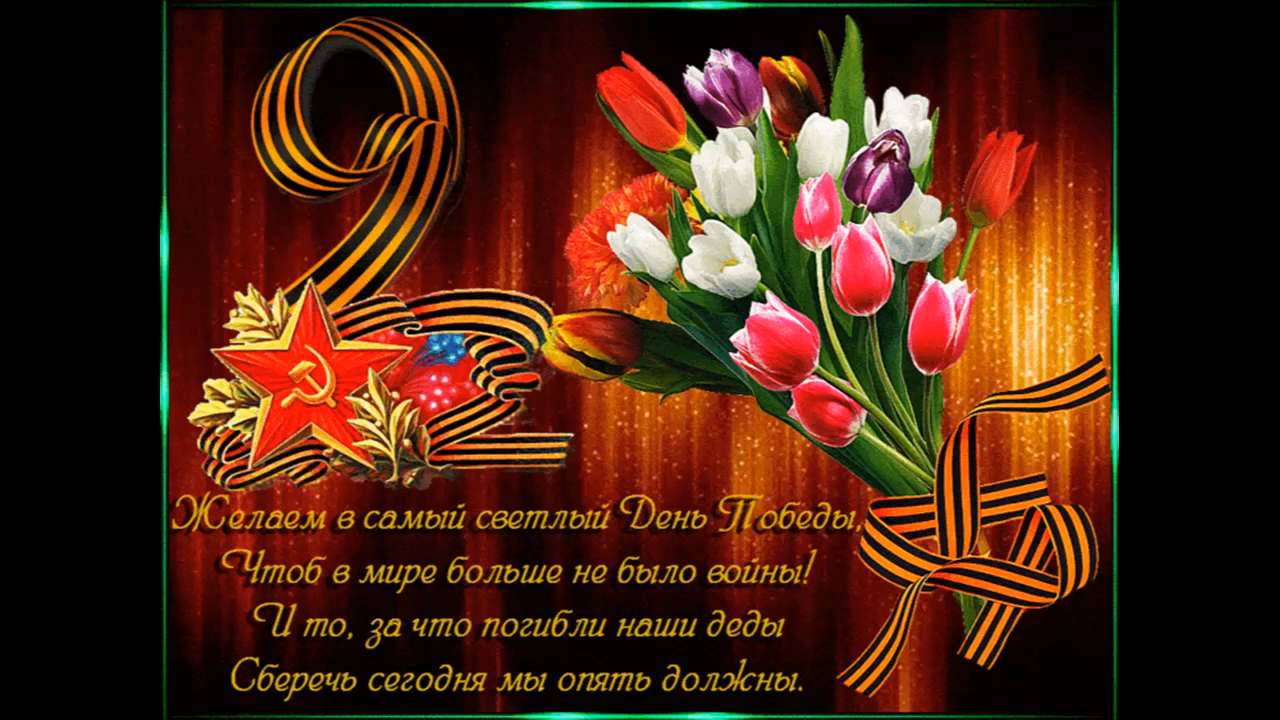 9
Желаем в самый светлый День Победы,
Чтоб в мире больше не было войны!
И то, за что погибли наши деды
Сберечь сегодня мы опять должны.